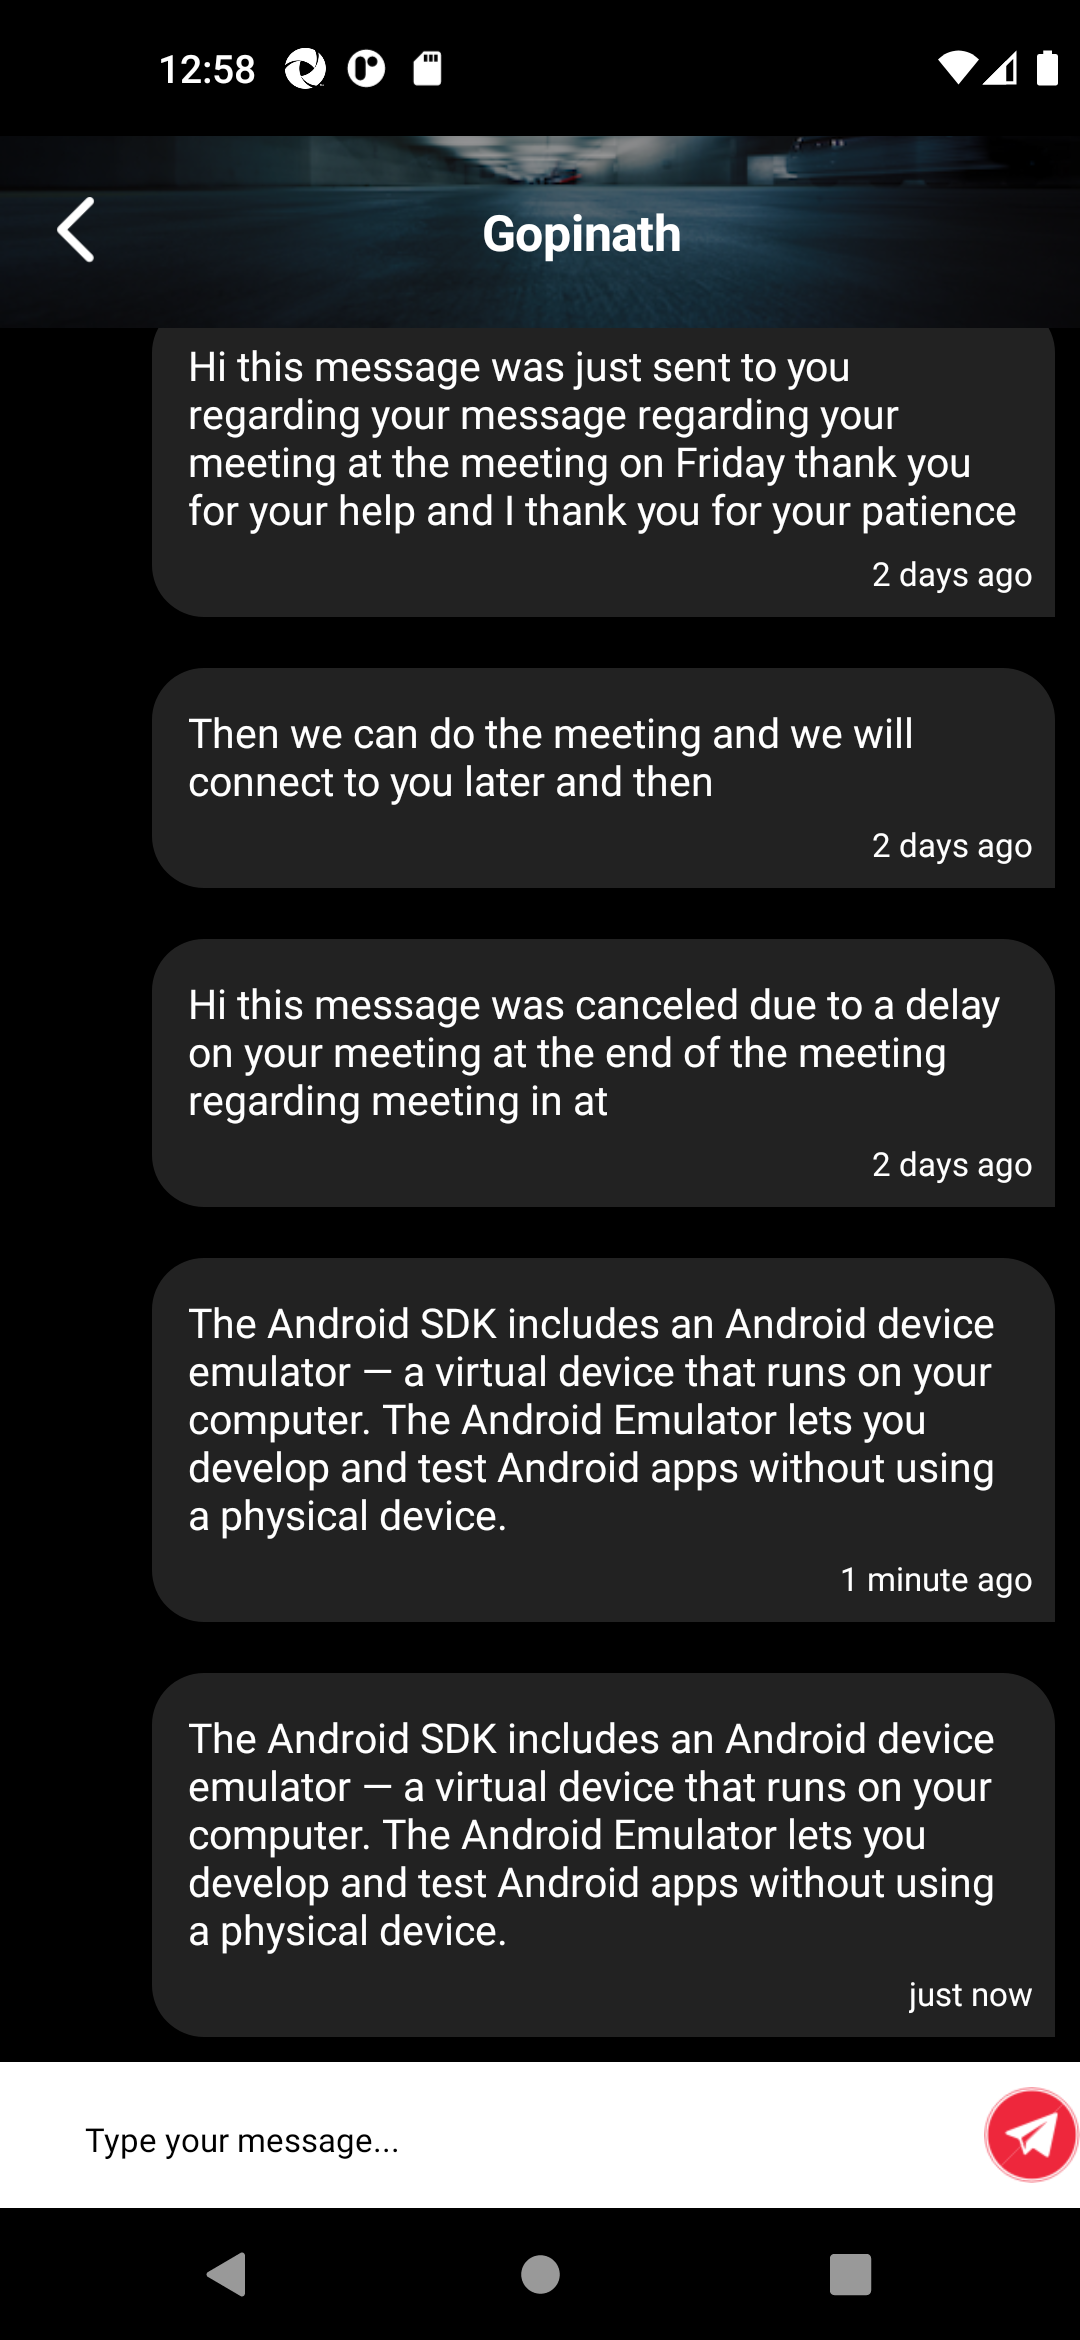 12:58
Gopinath
Hi this message was just sent to you
regarding your message regarding your
meeting at the meeting on Friday thank you
for your help and I thank you for your patience
2 days ago
Then we can do the meeting and we will
connect to you later and then
2 days ago
Hi this message was canceled due to a delay
on your meeting at the end of the meeting
regarding meeting in at
2 days ago
The Android SDK includes an Android device
emulator — a virtual device that runs on your
computer. The Android Emulator lets you
develop and test Android apps without using
a physical device.
1 minute ago
The Android SDK includes an Android device
emulator — a virtual device that runs on your
computer. The Android Emulator lets you
develop and test Android apps without using
a physical device.
just now
Type your message...